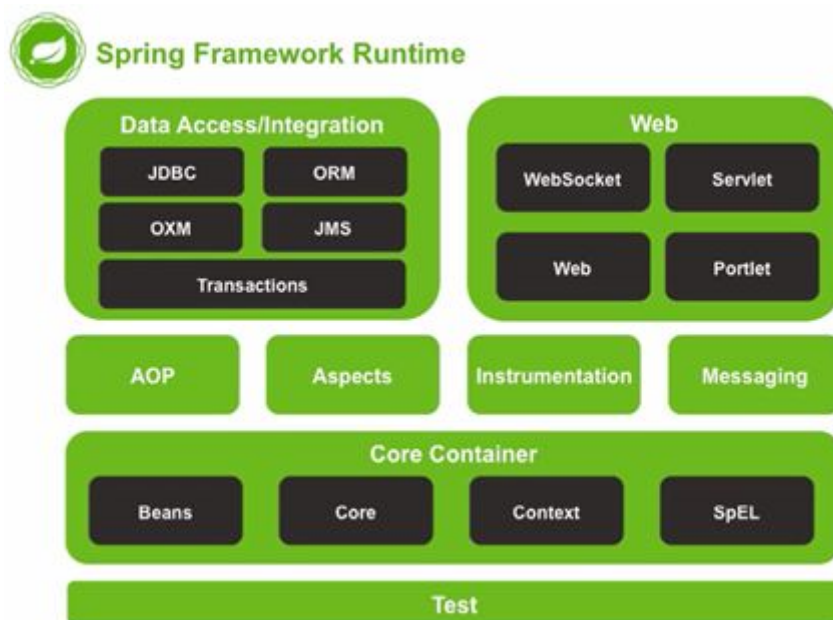 Spring Framework Runtime
Data Access/Integration
JDBC
ORM
OXM
JMS
Transactions
Web
WebSocket
Servlet
Web
Portlet
AOP
Aspects
Instrumentation
Messaging
Core Container
Beans
Core
Context
SpEL
Test